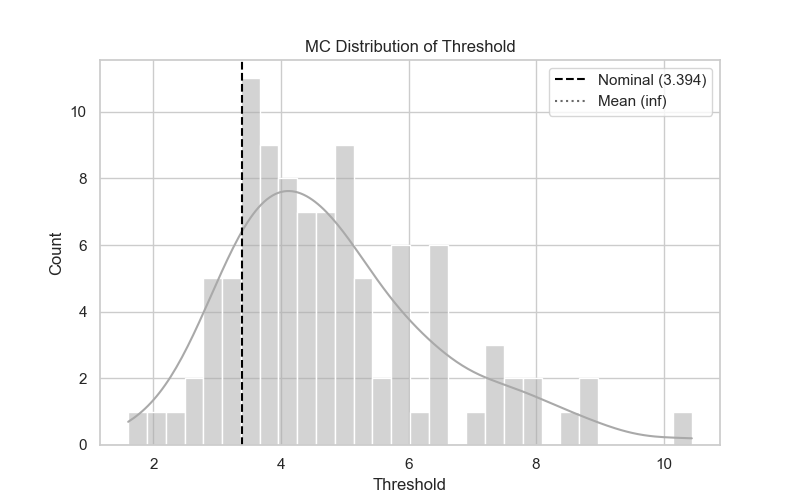 MC Distribution of Threshold
Nominal (3.394)
Mean (inf)
10
8
6
4
2
0
Count
2 4 6 8 10
Threshold